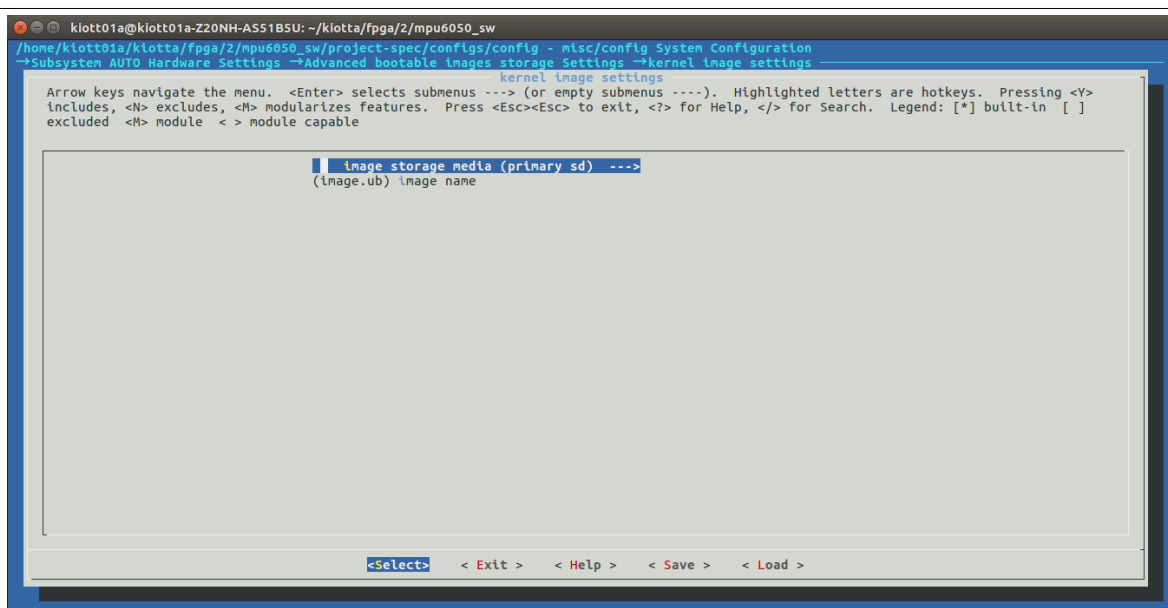 kiott01a@kiott01a-Z20NH-AS51B5U: ~/kiotta/fpga/2/mpu6050_sw
/home/kiott01a/kiotta/fpga/2/mpu6050_sw/project-spec/configs/config - misc/config System Configuration
→Subsystem AUTO Hardware Settings →Advanced bootable images storage Settings →kernel image settings
kernel image settings
Arrow keys navigate the menu. <Enter> selects submenus ---> (or empty submenus ----). Highlighted letters are hotkeys. Pressing <Y>
includes, <N> excludes, <M> modularizes features. Press <Esc><Esc> to exit, <?> for Help, </> for Search. Legend: [*] built-in [ ]
excluded <M> module < > module capable
image storage media (primary sd) --->
(image.ub) image name
<Select> < Exit > < Help > < Save > < Load >